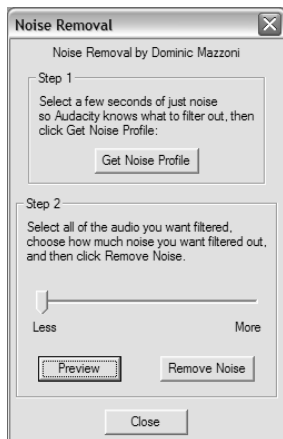 Noise Removal
Noise Removal by Dominic Mazzoni
Step 1
Select a few seconds of just noise
so Audacity knows what to filter out, then
click Get Noise Profile:
Get Noise Profile
Step 2
Select all of the audio you want filtered,
choose how much noise you want filtered out,
and then click Remove Noise.
Less More
Preview Remove Noise
Close